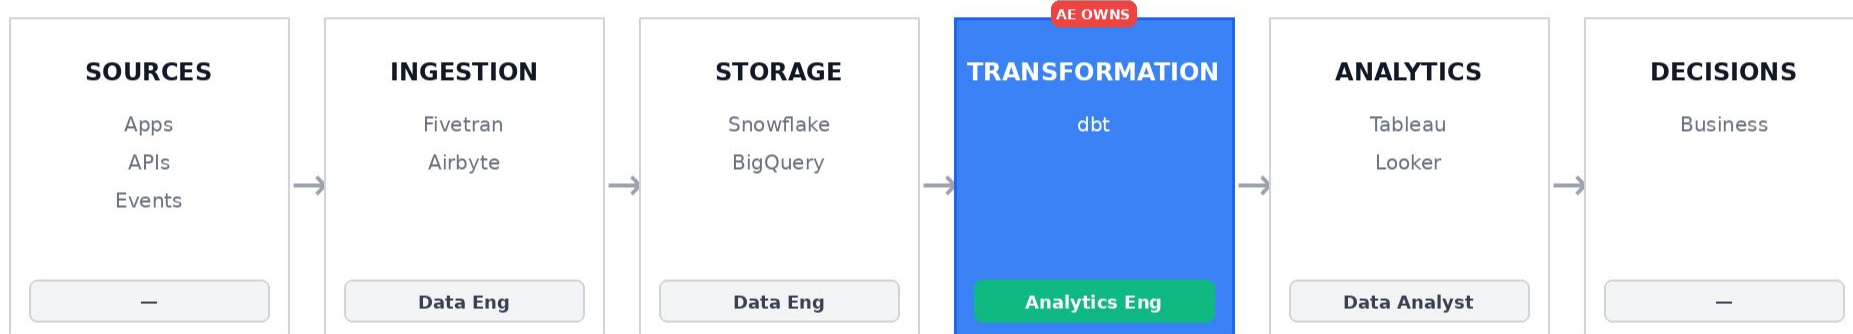 AE OWNS
SOURCES
Apps
APIs
Events
—
→
INGESTION
Fivetran
Airbyte
Data Eng
→
STORAGE
Snowflake
BigQuery
Data Eng
→
TRANSFORMATION
dbt
Analytics Eng
→
ANALYTICS
Tableau
Looker
Data Analyst
→
DECISIONS
Business
—